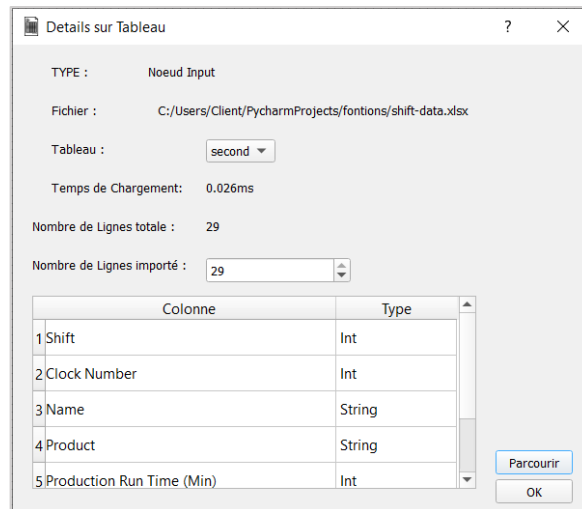 Details sur Tableau
TYPE : Noeud Input
Fichier : C:/Users/Client/PycharmProjects/fontions/shift-data.xlsx
Tableau : second
Temps de Chargement: 0.026ms
Nombre de Lignes totale : 29
Nombre de Lignes importé : 29
Colonne Type
1 Shift Int
2 Clock Number Int
3 Name String
4 Product String
5 Production Run Time (Min) Int
Parcourir
OK